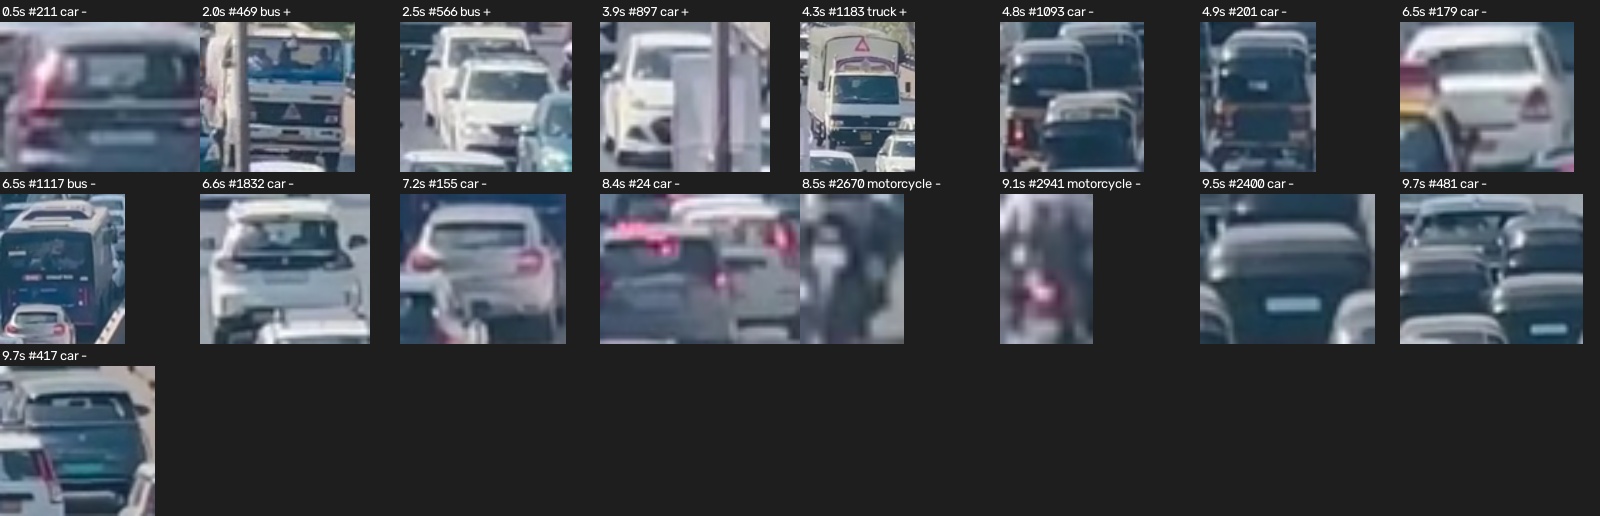 0.5s #211 car -
2.0s #469 bus +
2.5s #566 bus +
3.9s #897 car +
4.3s #1183 truck +
4.8s #1093 car -
4.9s #201 car -
6.5s #179 car -
6.5s #1117 bus -
6.6s #1832 car -
7.2s #155 car -
8.4s #24 car -
8.5s #2670 motorcycle -
9.1s #2941 motorcycle -
9.5s #2400 car -
9.7s #481 car -
9.7s #417 car -